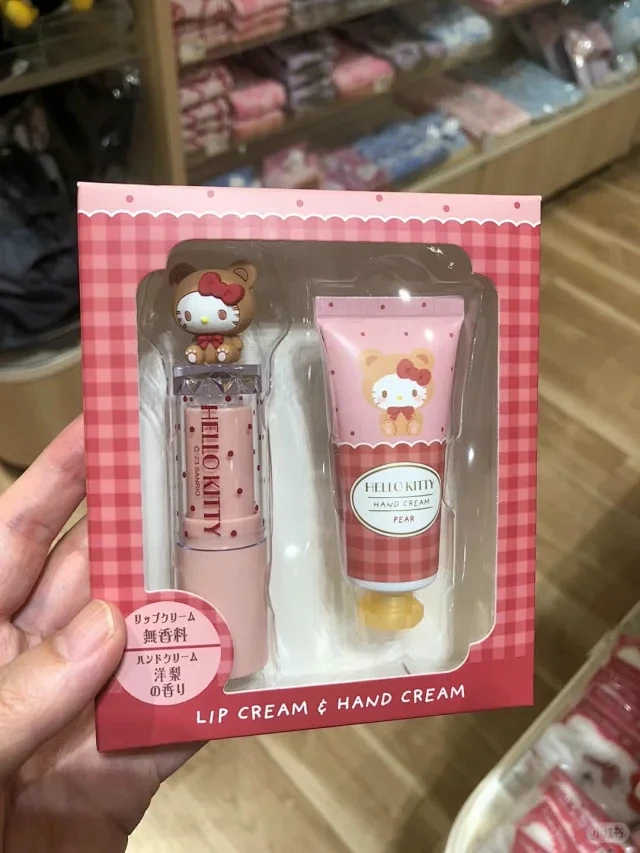 HELLO KITTY
© '23 SANRIO
HELLO KITTY
HAND CREAM
PEAR
リップクリーム
無香料
ハンドクリーム
洋梨
の香り
LIP CREAM & HAND CREAM